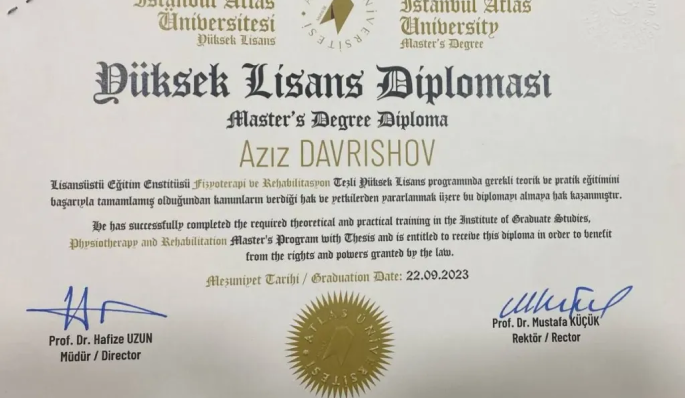 İstanbul Atlas
Üniversitesi
Yüksek Lisans
İstanbul Atlas
University
Master's Degree
Yüksek Lisans Diploması
Master's Degree Diploma
Aziz DAVRISHOV
Lisansüstü Eğitim Enstitüsü Fizyoterapi ve Rehabilitasyon Tezli Yüksek Lisans programında gerekli teorik ve pratik eğitimini
başarıyla tamamlamış olduğundan kanunların verdiği hak ve yetkilerden yararlanmak üzere bu diplomayı almaya hak kazanmıştır.
He has successfully completed the required theoretical and practical training in the Institute of Graduate Studies,
Physiotherapy and Rehabilitation Master's Program with Thesis and is entitled to receive this diploma in order to benefit
from the rights and powers granted by the law.
Mezuniyet Tarihi / Graduation Date: 22.09.2023
Prof. Dr. Hafize UZUN
Müdür / Director
Prof. Dr. Mustafa KÜÇÜK
Rektör / Rector
ATLAS ÜNİVERSİTESİ